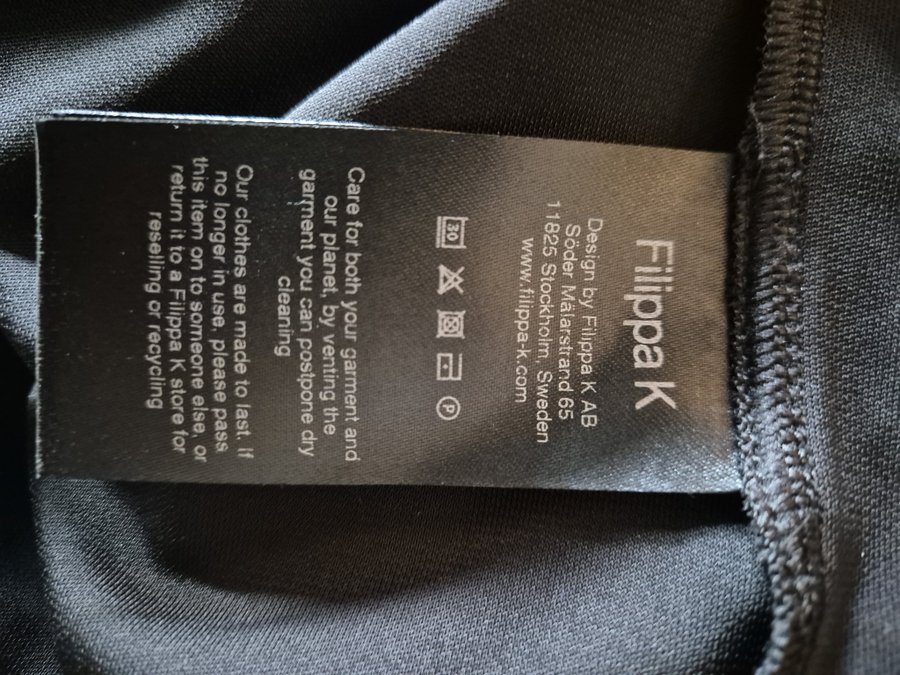 Filippa K
Design by Filippa K AB
Söder Mälarstrand 65
11825 Stockholm, Sweden
www.filippa-k.com
30
P
Care for both your garment and
our planet, by venting the
garment you can postpone dry
cleaning
Our clothes are made to last. If
no longer in use, please pass
this item on to someone else, or
return it to a Filippa K store for
reselling or recycling